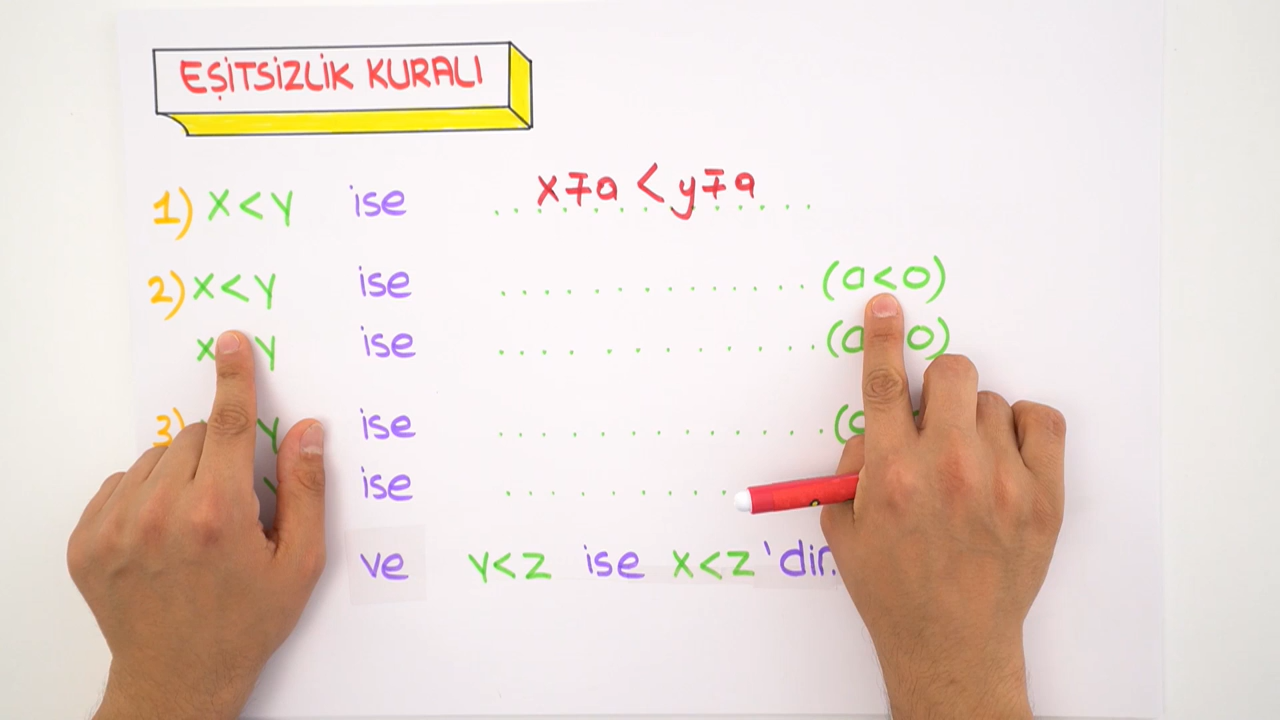 EŞİTSİZLİK KURALI
1) x<y ise x∓a < y∓a
2) x<y ise .............. (a<0)
x y ise ............. (a 0)
3) y ise ............. (
y ise .........
ve y<z ise x<z 'dir.